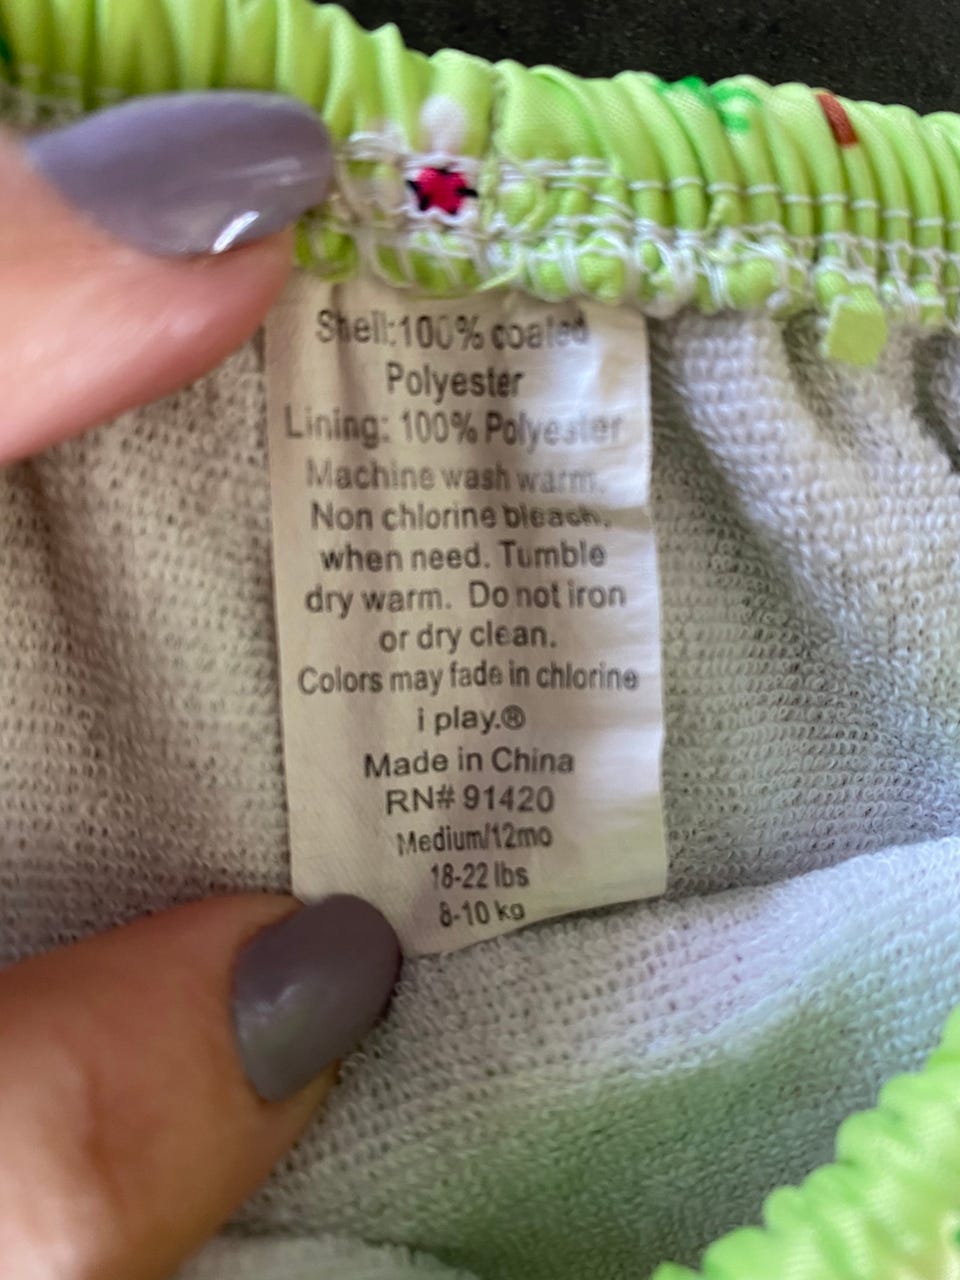 Shell:100% coated
Polyester
Lining: 100% Polyester
Machine wash warm.
Non chlorine bleach.
when need. Tumble
dry warm. Do not iron
or dry clean.
Colors may fade in chlorine
i play.®
Made in China
RN# 91420
Medium/12mo
18-22 lbs
8-10 kg